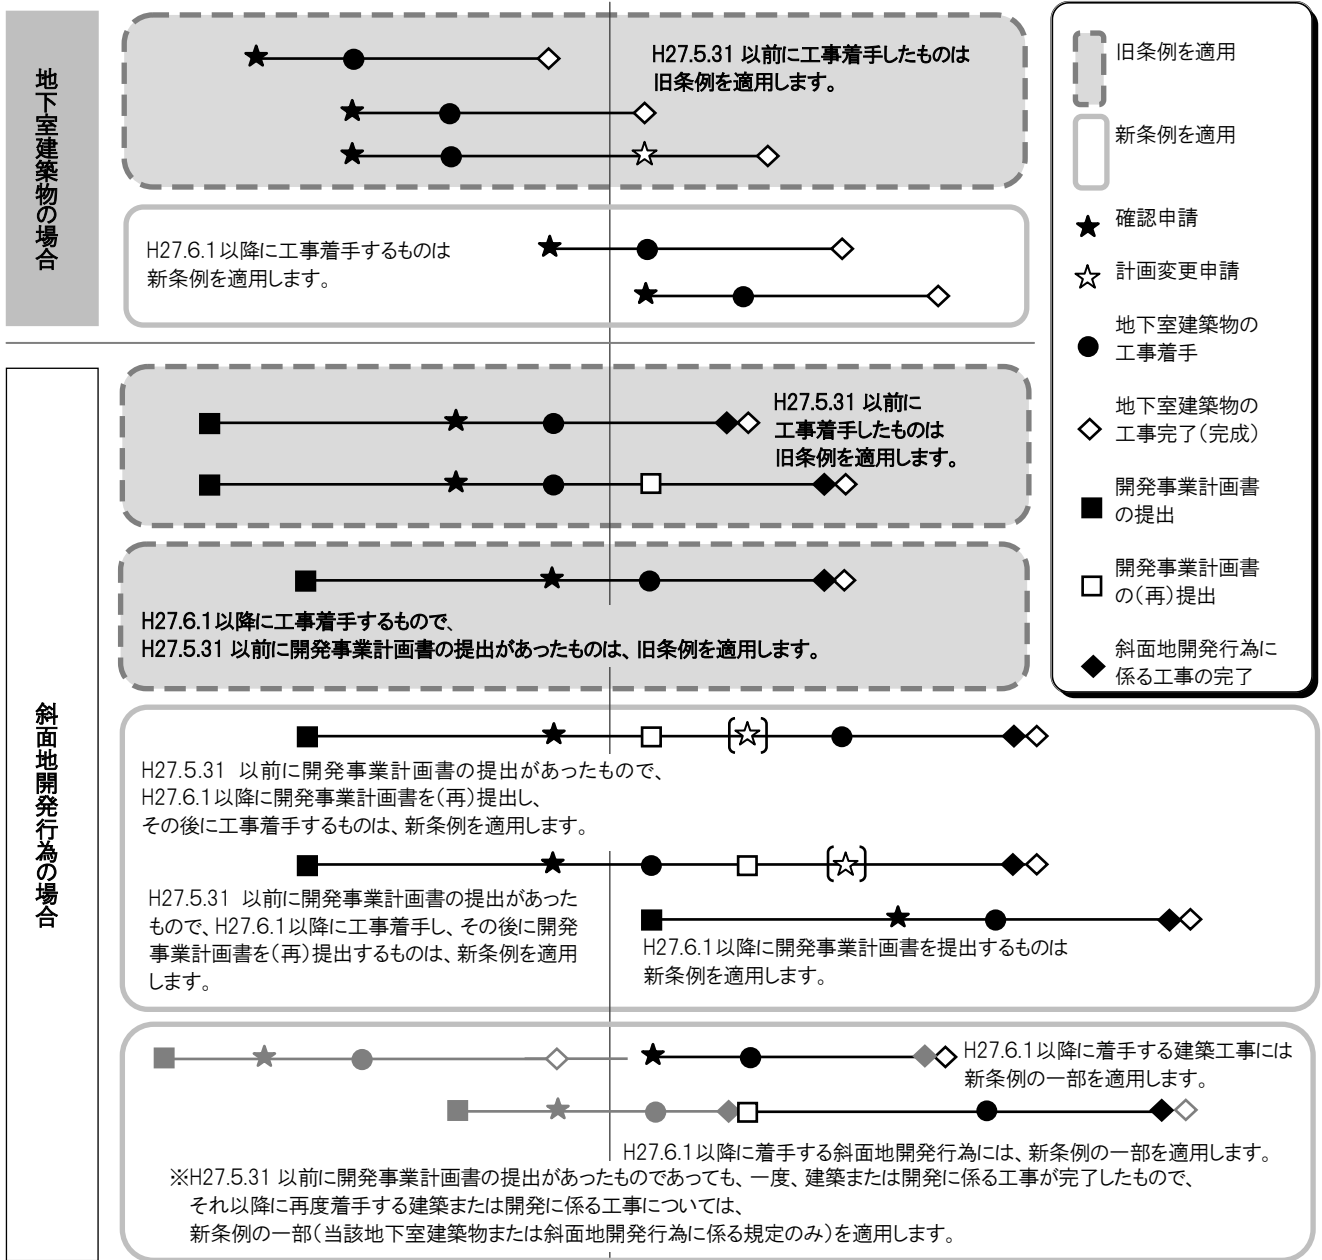 地下室建築物の場合
H27.5.31 以前に工事着手したものは
旧条例を適用します。
H27.6.1以降に工事着手するものは
新条例を適用します。
斜面地開発行為の場合
H27.5.31 以前に
工事着手したものは
旧条例を適用します。
H27.6.1以降に工事着手するもので、
H27.5.31 以前に開発事業計画書の提出があったものは、旧条例を適用します。
H27.5.31 以前に開発事業計画書の提出があったもので、
H27.6.1以降に開発事業計画書を(再)提出し、
その後に工事着手するものは、新条例を適用します。
H27.5.31 以前に開発事業計画書の提出があった
もので、H27.6.1以降に工事着手し、その後に開発
事業計画書を(再)提出するものは、新条例を適用
します。
H27.6.1以降に開発事業計画書を提出するものは
新条例を適用します。
H27.6.1以降に着手する建築工事には
新条例の一部を適用します。
H27.6.1以降に着手する斜面地開発行為には、新条例の一部を適用します。
※H27.5.31 以前に開発事業計画書の提出があったものであっても、一度、建築または開発に係る工事が完了したもので、
それ以降に再度着手する建築または開発に係る工事については、
新条例の一部(当該地下室建築物または斜面地開発行為に係る規定のみ)を適用します。
旧条例を適用
新条例を適用
確認申請
計画変更申請
地下室建築物の
工事着手
地下室建築物の
工事完了(完成)
開発事業計画書
の提出
開発事業計画書
の(再)提出
斜面地開発行為に
係る工事の完了